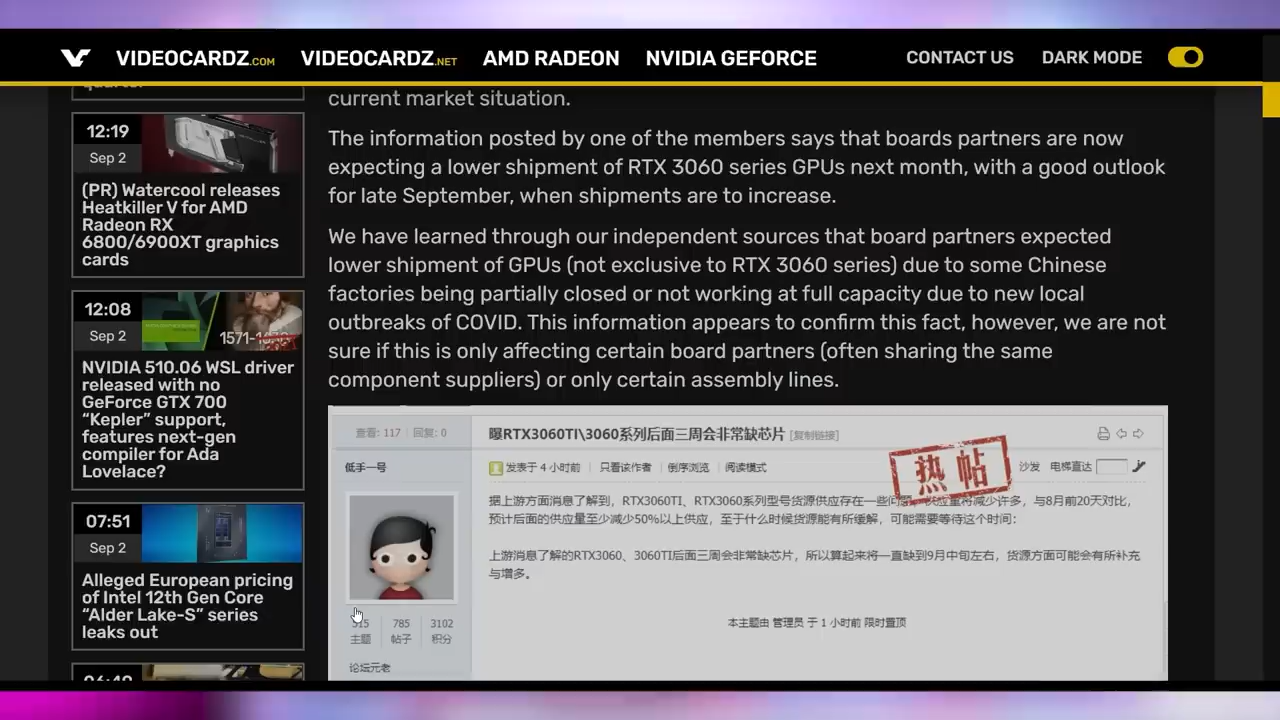 VIDEOCARDZ.COM VIDEOCARDZ.NET AMD RADEON NVIDIA GEFORCE CONTACT US DARK MODE
12:19
Sep 2
(PR) Watercool releases
Heatkiller V for AMD
Radeon RX
6800/6900XT graphics
cards
12:08
Sep 2
NVIDIA 510.06 WSL driver
released with no
GeForce GTX 700
“Kepler” support,
features next-gen
compiler for Ada
Lovelace?
07:51
Sep 2
Alleged European pricing
of Intel 12th Gen Core
“Alder Lake-S” series
leaks out
current market situation.
The information posted by one of the members says that boards partners are now
expecting a lower shipment of RTX 3060 series GPUs next month, with a good outlook
for late September, when shipments are to increase.
We have learned through our independent sources that board partners expected
lower shipment of GPUs (not exclusive to RTX 3060 series) due to some Chinese
factories being partially closed or not working at full capacity due to new local
outbreaks of COVID. This information appears to confirm this fact, however, we are not
sure if this is only affecting certain board partners (often sharing the same
component suppliers) or only certain assembly lines.
查看: 117 | 回复: 0
曝RTX3060TI\3060系列后面三周会非常缺芯片 [复制链接]
低手一号
发表于 4 小时前 | 只看该作者 | 倒序浏览 | 阅读模式
热帖
沙发 电梯直达
据上游方面消息了解到，RTX3060TI、RTX3060系列型号货源供应存在一些问题，供应量将减少许多，与8月前20天对比，
预计后面的供应量至少减少50%以上供应，至于什么时候货源能有所缓解，可能需要等待这个时间：
上游消息了解的RTX3060、3060TI后面三周会非常缺芯片，所以算起来将一直缺到9月中旬左右，货源方面可能会有所补充
与增多。
785 3102
主题 帖子 积分
本主题由 管理员 于 1 小时前 限时置顶
论坛元老